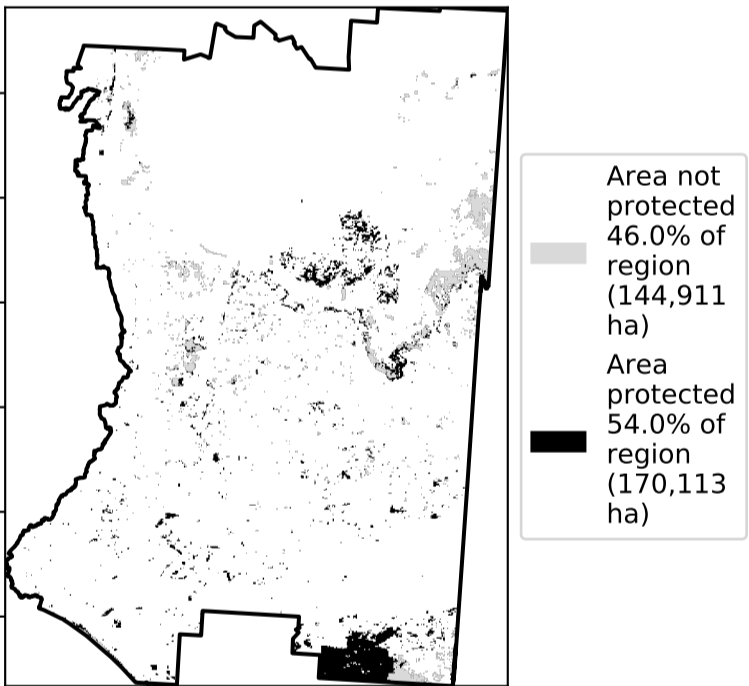 Area not
protected
46.0% of
region
(144,911
ha)
Area
protected
54.0% of
region
(170,113
ha)